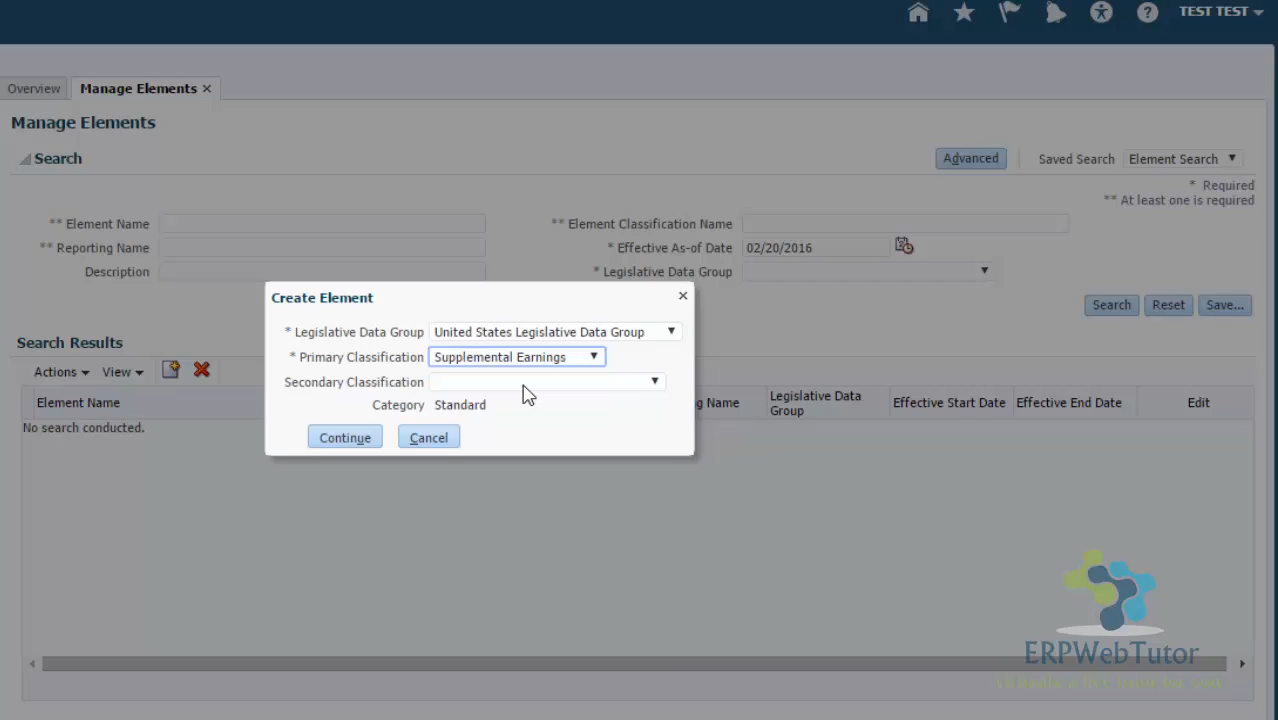 TEST TEST
Overview
Manage Elements
Manage Elements
Search
Advanced
Saved Search Element Search
* Required
** At least one is required
** Element Name
** Element Classification Name
** Reporting Name
* Effective As-of Date 02/20/2016
Description
* Legislative Data Group
Search Reset Save...
Create Element
* Legislative Data Group United States Legislative Data Group
* Primary Classification Supplemental Earnings
Secondary Classification
Category Standard
Continue Cancel
Search Results
Actions View
Element Name
g Name
Legislative Data Group
Effective Start Date
Effective End Date
Edit
No search conducted.
ERPWebTutor